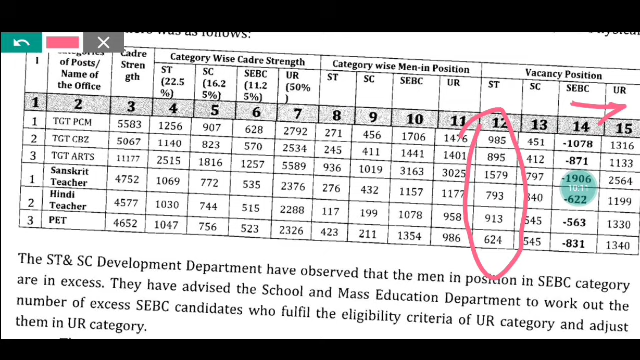 was as follows:
Categories of Posts/ Name of the Office Cadre Stren gth Category Wise Cadre Strength Category wise Men-in Position Vacancy Position
ST (22.5 %) SC (16.2 5%) SEBC (11.2 5%) UR (50% ) ST SC SEBC UR ST SC SEBC UR
1 2 3 4 5 6 7 8 9 10 11 12 13 14 15
1 TGT PCM 5583 1256 907 628 2792 271 456 1706 1476 985 451 -1078 1316
2 TGT CBZ 5067 1140 823 570 2534 245 411 1441 1401 895 412 -871 1133
3 TGT ARTS 11177 2515 1816 1257 5589 936 1019 3163 3025 1579 797 -1906 2564
1 Sanskrit Teacher 4752 1069 772 535 2376 276 432 1157 1177 793 340 -622 1199
2 Hindi Teacher 4577 1030 744 515 2288 117 199 1078 958 913 545 -563 1330
3 PET 4652 1047 756 523 2326 423 211 1354 986 624 545 -831 1340
The ST& SC Development Department have observed that the men in position in SEBC category
are in excess. They have advised the School and Mass Education Department to work out the
number of excess SEBC candidates who fulfil the eligibility criteria of UR category and adjust
them in UR category.